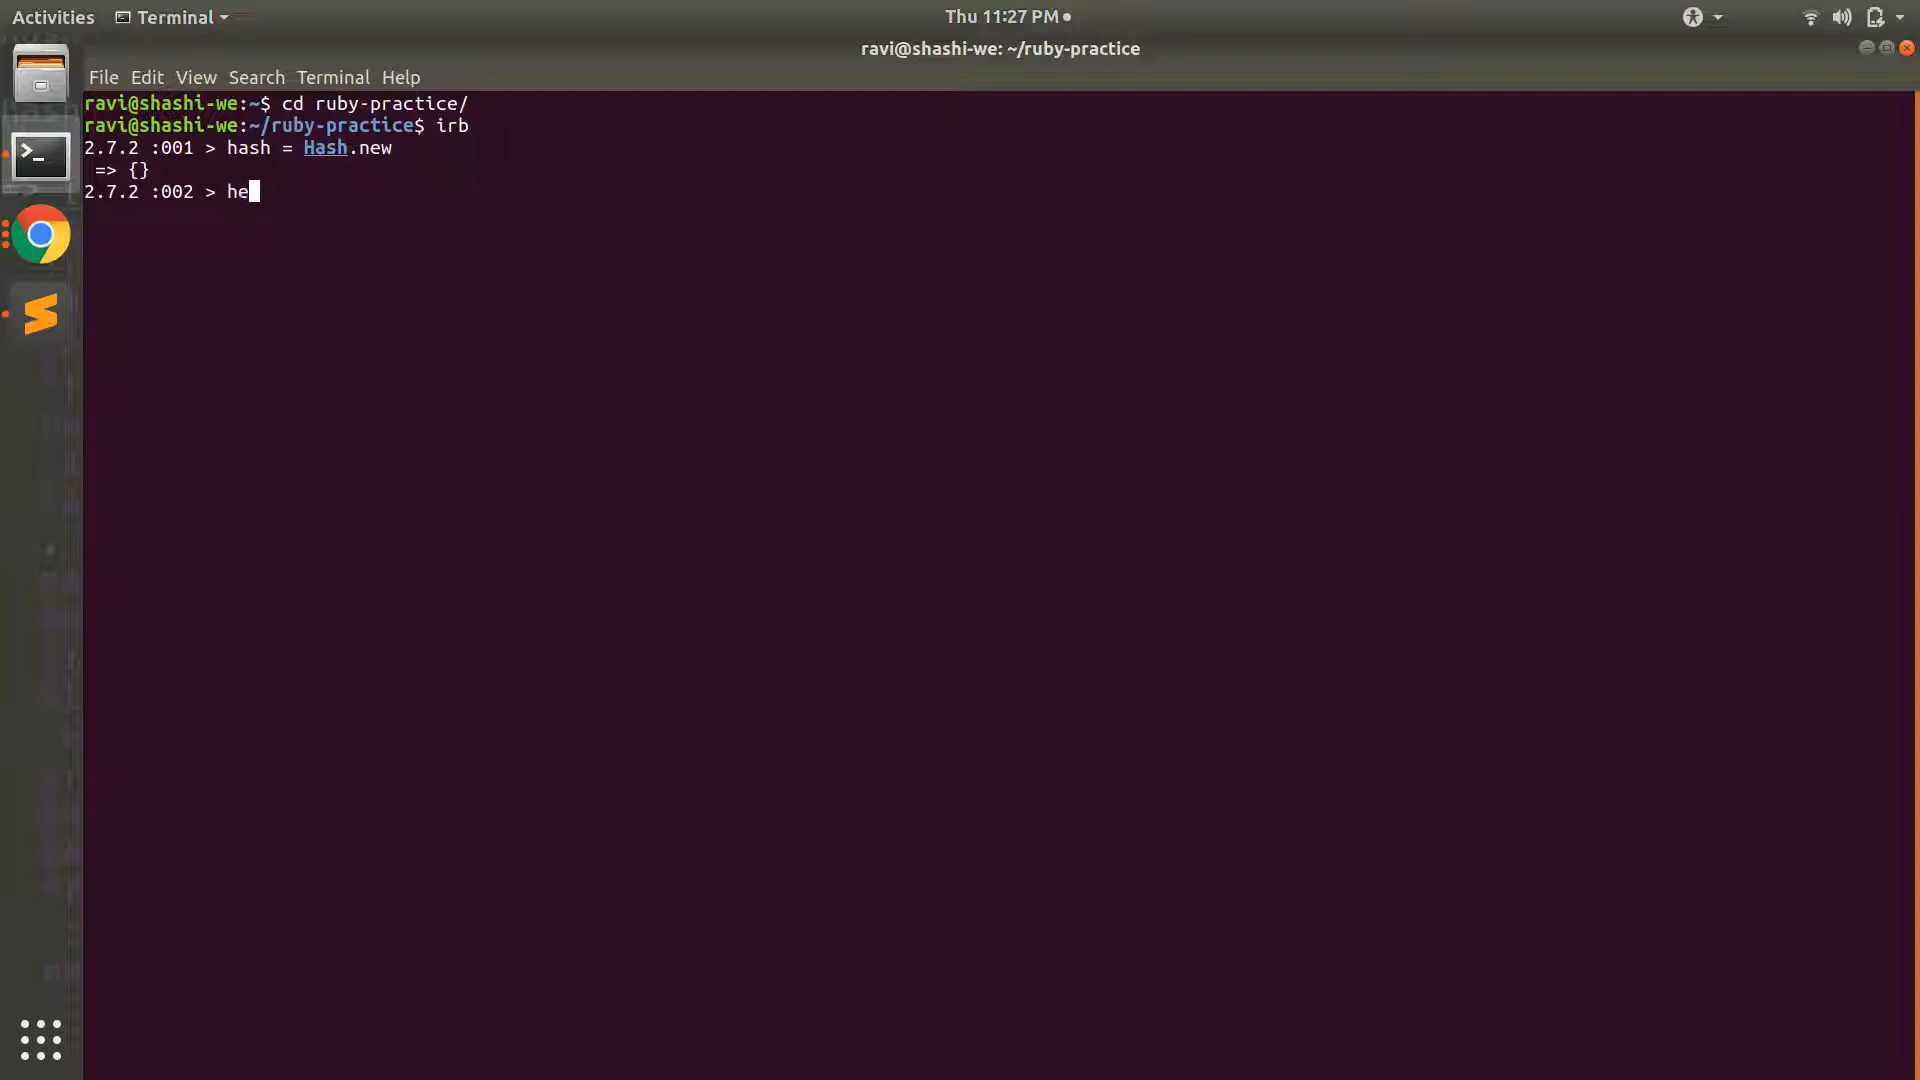 Activities Terminal Thu 11:27 PM
ravi@shashi-we: ~/ruby-practice
File Edit View Search Terminal Help
ravi@shashi-we:~$ cd ruby-practice/
ravi@shashi-we:~/ruby-practice$ irb
2.7.2 :001 > hash = Hash.new
=> {}
2.7.2 :002 > he